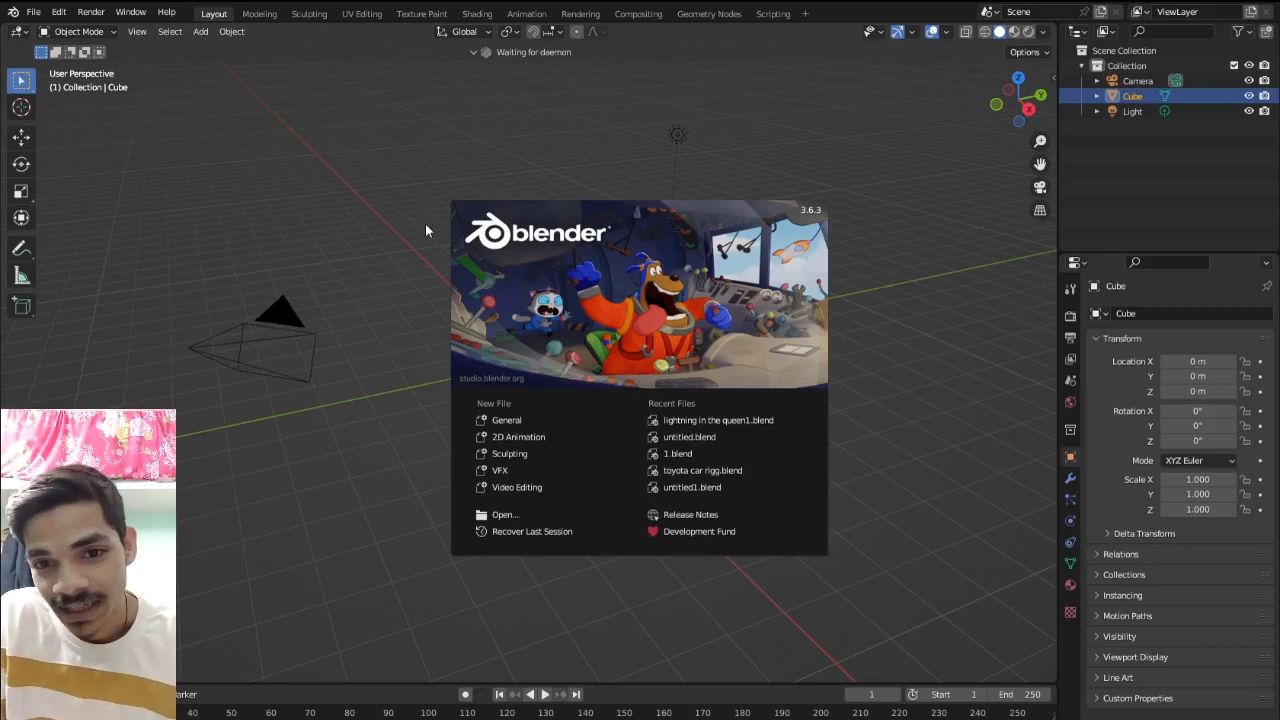 File Edit Render Window Help Layout Modeling Sculpting UV Editing Texture Paint Shading Animation Rendering Compositing Geometry Nodes Scripting + Scene ViewLayer
Object Mode View Select Add Object Global
Waiting for daemon Options
User Perspective
(1) Collection | Cube
Z
Y
X
Scene Collection
Collection
Camera
Cube
Light
3.6.3
blender
studio.blender.org
New File
General
2D Animation
Sculpting
VFX
Video Editing
Open...
Recover Last Session
Recent Files
lightning in the queen1.blend
untitled.blend
1.blend
toyota car rigg.blend
untitled1.blend
Release Notes
Development Fund
Cube
Cube
Transform
Location X 0 m
Y 0 m
Z 0 m
Rotation X 0°
Y 0°
Z 0°
Mode XYZ Euler
Scale X 1.000
Y 1.000
Z 1.000
Delta Transform
Relations
Collections
Instancing
Motion Paths
Visibility
Viewport Display
Line Art
Custom Properties
arker 1 Start 1 End 250
40 50 60 70 80 90 100 110 120 130 140 150 160 170 180 190 200 210 220 230 240 250